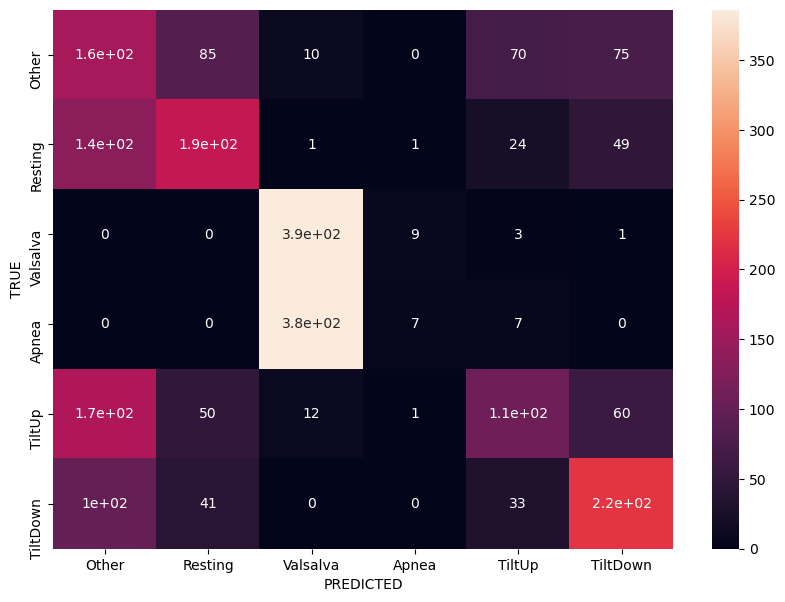 TRUE
Other 1.6e+02 85 10 0 70 75
Resting 1.4e+02 1.9e+02 1 1 24 49
Valsalva 0 0 3.9e+02 9 3 1
Apnea 0 0 3.8e+02 7 7 0
TiltUp 1.7e+02 50 12 1 1.1e+02 60
TiltDown 1e+02 41 0 0 33 2.2e+02
Other Resting Valsalva Apnea TiltUp TiltDown
PREDICTED
350
300
250
200
150
100
50
0